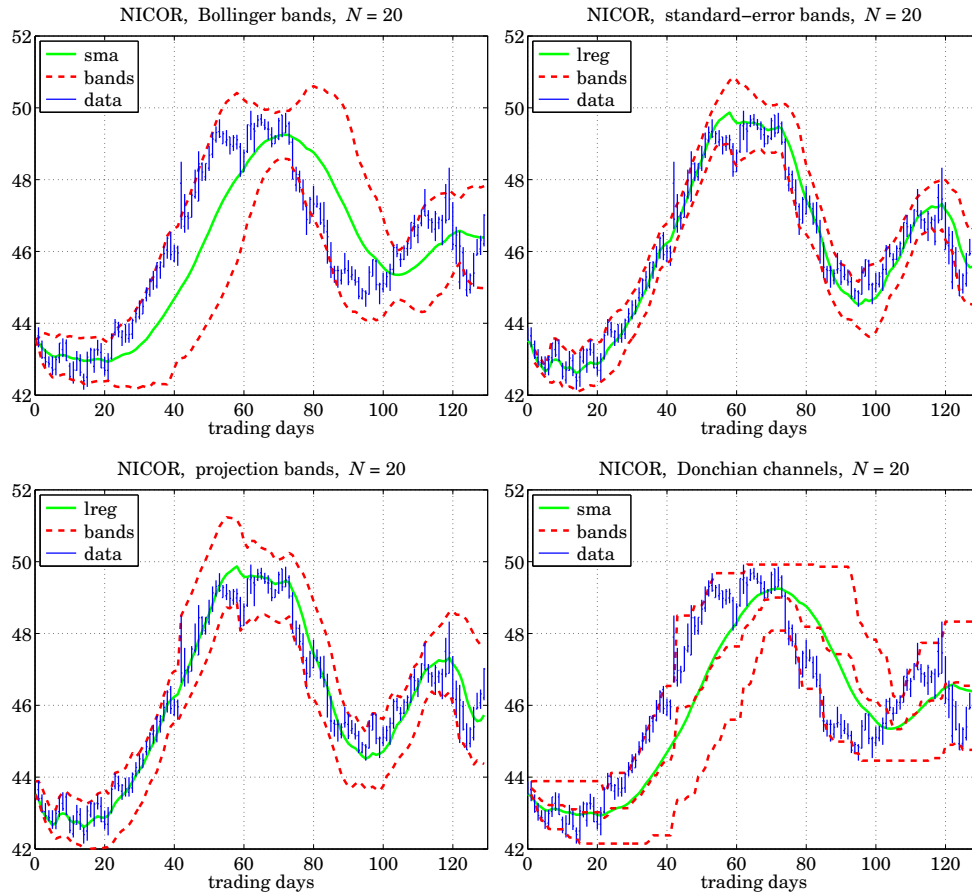 NICOR, Bollinger bands, N = 20
52
50
48
46
44
42
sma
bands
data
0 20 40 60 80 100 120
trading days
NICOR, standard−error bands, N = 20
52
50
48
46
44
42
lreg
bands
data
0 20 40 60 80 100 120
trading days
NICOR, projection bands, N = 20
52
50
48
46
44
42
lreg
bands
data
0 20 40 60 80 100 120
trading days
NICOR, Donchian channels, N = 20
52
50
48
46
44
42
sma
bands
data
0 20 40 60 80 100 120
trading days